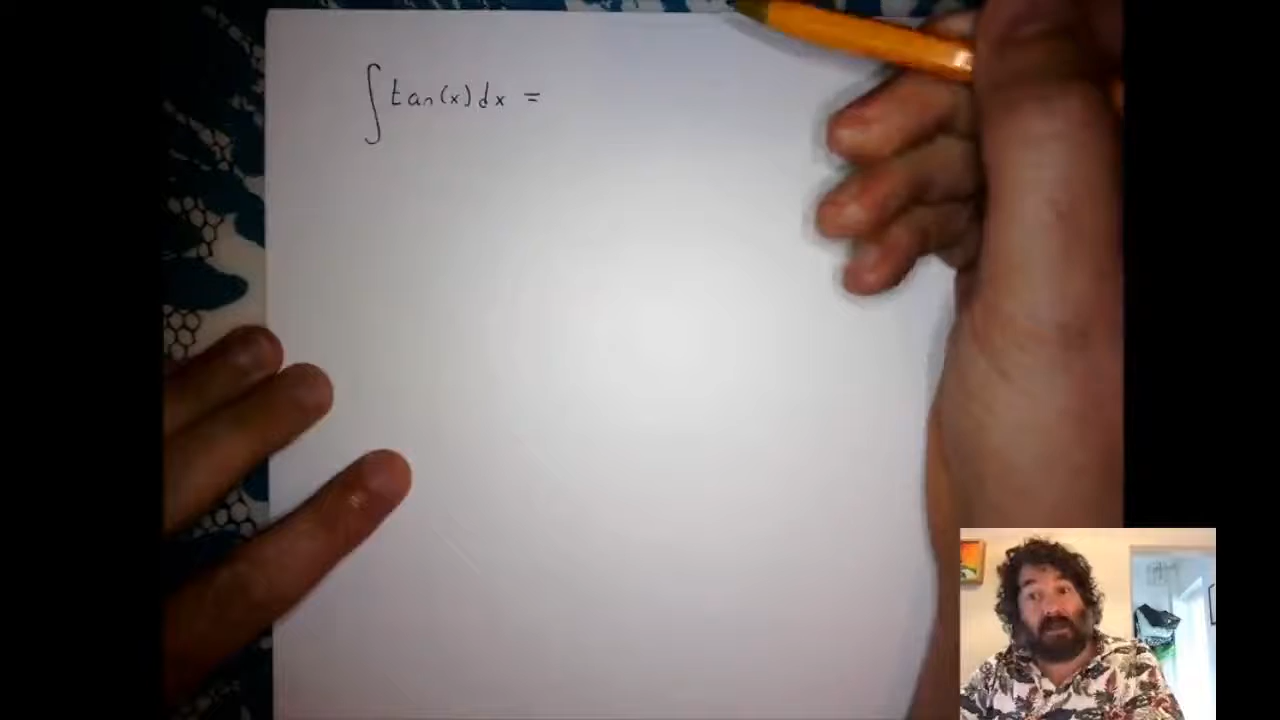 ∫ tan(x) dx =